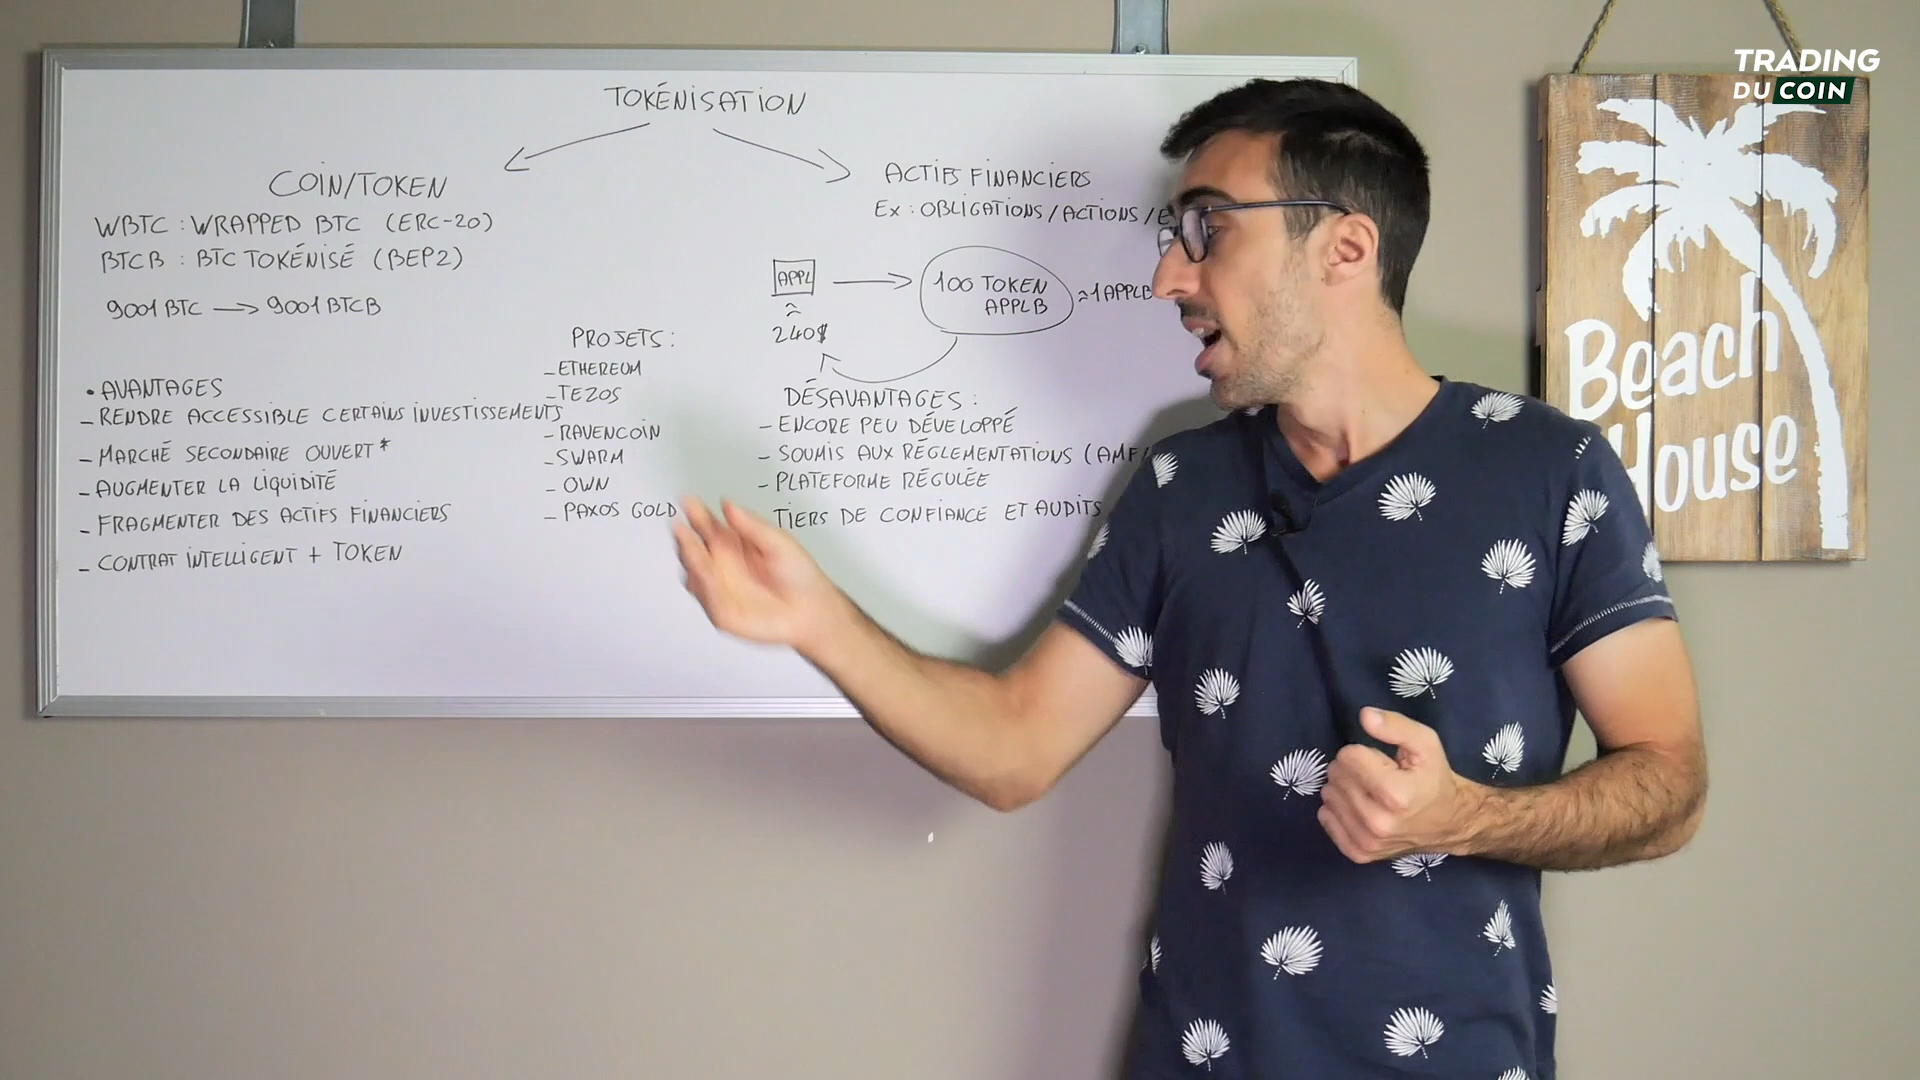 TRADING
DU COIN
TOKÉNISATION
COIN/TOKEN
WBTC : WRAPPED BTC (ERC-20)
BTCB : BTC TOKÉNISÉ (BEP2)
9001 BTC → 9001 BTCB
• AVANTAGES
- RENDRE ACCESSIBLE CERTAINS INVESTISSEMENTS
- MARCHÉ SECONDAIRE OUVERT *
- AUGMENTER LA LIQUIDITÉ
- FRAGMENTER DES ACTIFS FINANCIERS
- CONTRAT INTELLIGENT + TOKEN
PROJETS :
- ETHEREUM
- TEZOS
- RAVENCOIN
- SWARM
- OWN
- PAXOS GOLD
ACTIFS FINANCIERS
Ex : OBLIGATIONS / ACTIONS / E
APPL → 100 TOKEN APPLB ≈ 1 APPLB
≈
240$
DÉSAVANTAGES :
- ENCORE PEU DÉVELOPPÉ
- SOUMIS AUX RÉGLEMENTATIONS (AMF/
- PLATEFORME RÉGULÉE
TIERS DE CONFIANCE ET AUDITS
Beach
House